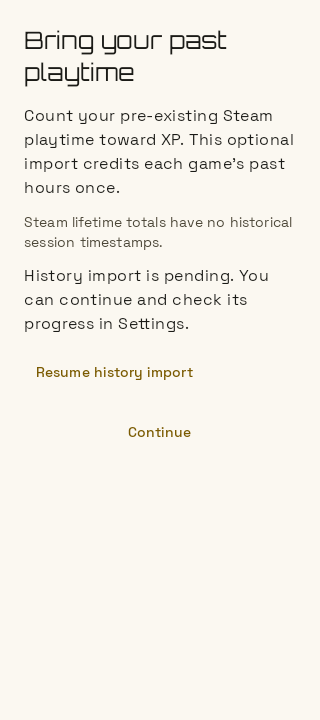 Bring your past
playtime
Count your pre-existing Steam
playtime toward XP. This optional
import credits each game's past
hours once.
Steam lifetime totals have no historical
session timestamps.
History import is pending. You
can continue and check its
progress in Settings.
Resume history import
Continue